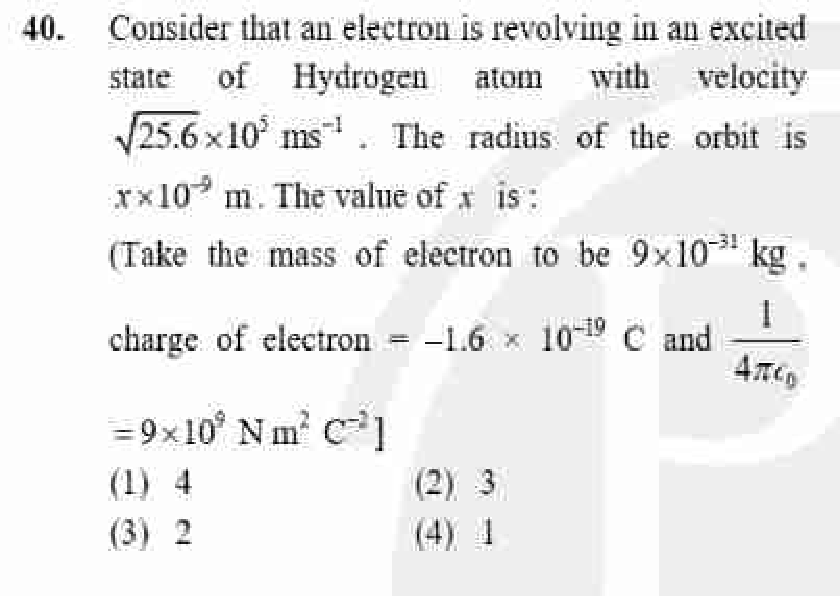 40. Consider that an electron is revolving in an excited
state of Hydrogen atom with velocity
√25.6 × 10⁵ ms⁻¹ . The radius of the orbit is
x × 10⁻⁹ m. The value of x is :
(Take the mass of electron to be 9 × 10⁻³¹ kg ,
charge of electron = –1.6 × 10⁻¹⁹ C and 1/4πϵ₀
= 9 × 10⁹ N m² C⁻²]
(1) 4 (2) 3
(3) 2 (4) 1